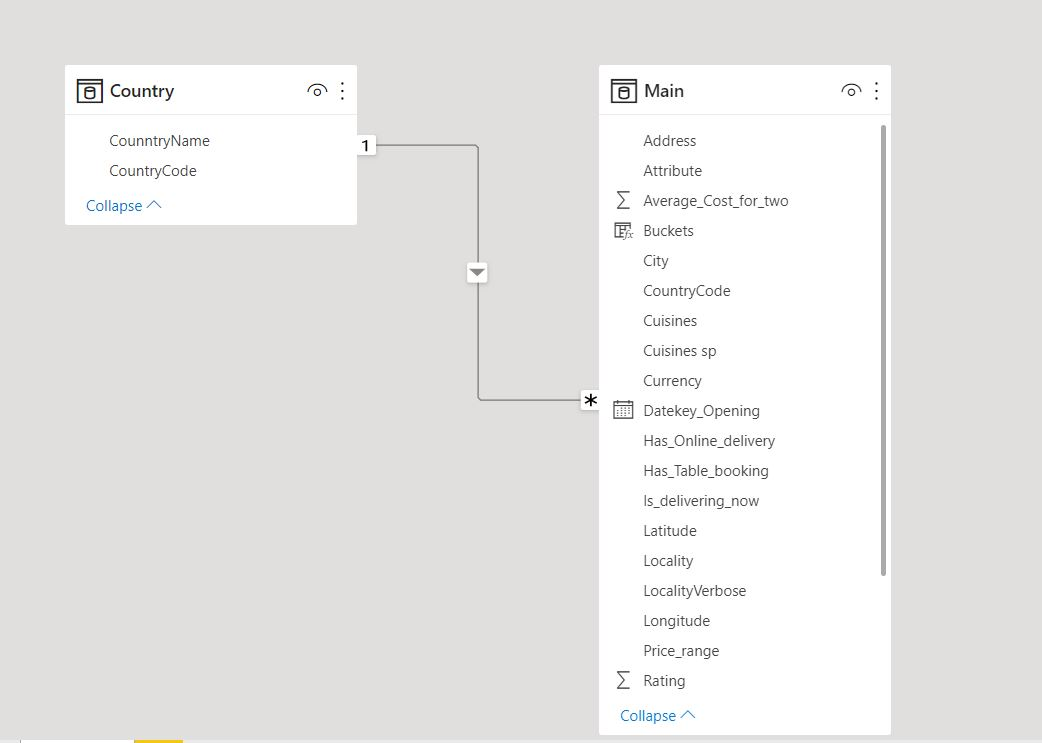 Country
CounntryName
CountryCode
Collapse
1
*
Main
Address
Attribute
Σ Average_Cost_for_two
Buckets
City
CountryCode
Cuisines
Cuisines sp
Currency
Datekey_Opening
Has_Online_delivery
Has_Table_booking
Is_delivering_now
Latitude
Locality
LocalityVerbose
Longitude
Price_range
Σ Rating
Collapse